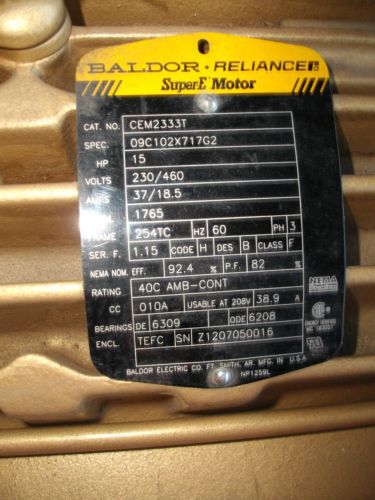 BALDOR · RELIANCE
Super-E Motor
CAT. NO. CEM2333T
SPEC. 09C102X717G2
HP 15
VOLTS 230/460
AMPS 37/18.5
1765
FRAME 254TC HZ 60 PH 3
SER. F. 1.15 CODE H DES B CLASS F
NEMA NOM. EFF. 92.4 % P.F. 82 %
RATING 40C AMB-CONT
CC 010A USABLE AT 208V 38.9 A
BEARINGS DE 6309 ODE 6208
ENCL. TEFC SN Z1207050016
BALDOR ELECTRIC CO. FT. SMITH, AR. MFG. IN U.S.A.
NP1259L
NEMA